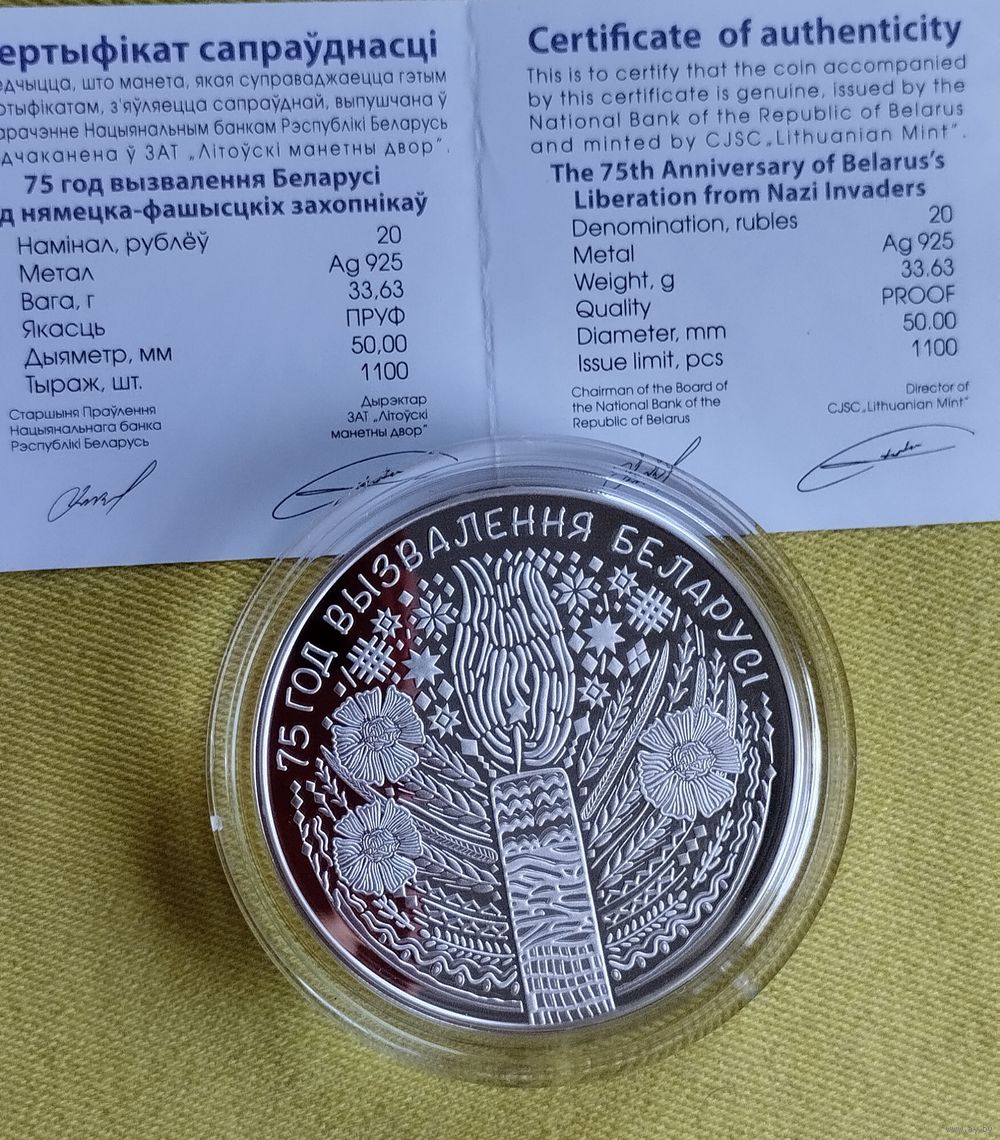 сапраўднасці
што манета, якая суправаджаецца гэтым
з'яўляецца сапраўднай, выпушчана ў
Нацыянальным банкам Рэспублікі Беларусь
ў ЗАТ „Літоўскі манетны двор”.
75 год вызвалення Беларусі
нямецка-фашысцкіх захопнікаў
Намінал, рублёў 20
Метал Ag 925
Вага, г 33,63
Якасць ПРУФ
Дыяметр, мм 50,00
Тыраж, шт. 1100
Старшыня Праўлення
Нацыянальнага банка
Рэспублікі Беларусь
Дырэктар
ЗАТ „Літоўскі
манетны двор”
Certificate of authenticity
This is to certify that the coin accompanied
by this certificate is genuine, issued by the
National Bank of the Republic of Belarus
and minted by CJSC „Lithuanian Mint”.
The 75th Anniversary of Belarus’s
Liberation from Nazi Invaders
Denomination, rubles 20
Metal Ag 925
Weight, g 33.63
Quality PROOF
Diameter, mm 50.00
Issue limit, pcs 1100
Chairman of the Board of
the National Bank of the
Republic of Belarus
Director of
CJSC „Lithuanian Mint”
75 ГОД ВЫЗВАЛЕННЯ БЕЛАРУСІ